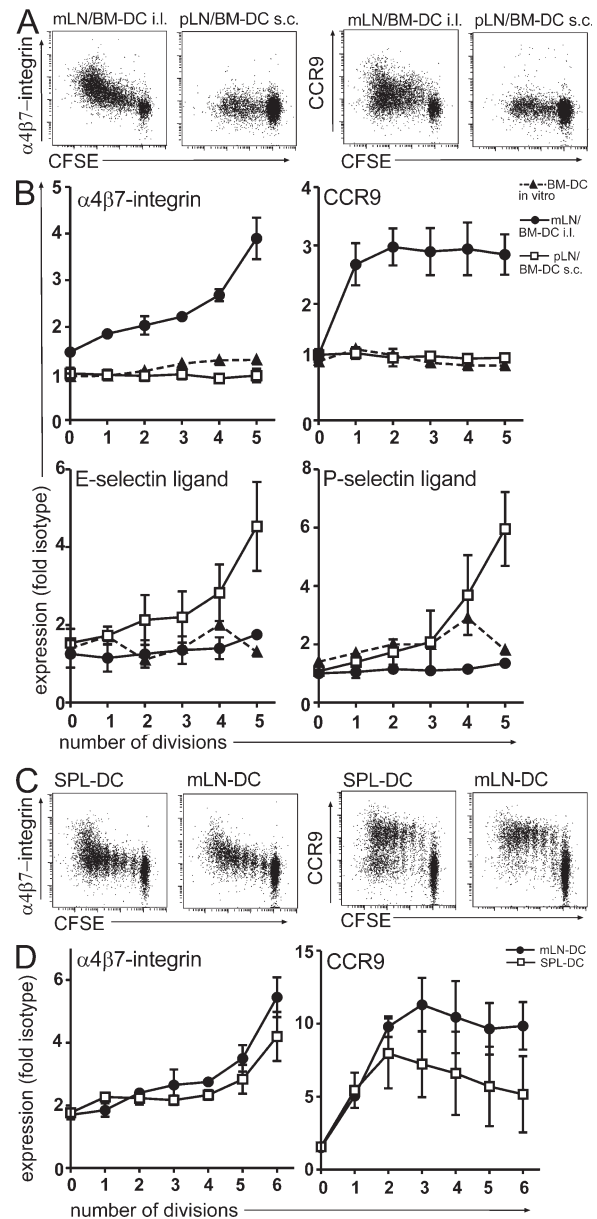 A
mLN/BM-DC i.l.
pLN/BM-DC s.c.
mLN/BM-DC i.l.
pLN/BM-DC s.c.
α4β7–integrin
CCR9
CFSE
CFSE
B
α4β7-integrin
CCR9
BM-DC
in vitro
mLN/
BM-DC i.l.
pLN/
BM-DC s.c.
5
4
3
2
1
0
0 1 2 3 4 5
4
3
2
1
0
0 1 2 3 4 5
E-selectin ligand
P-selectin ligand
expression (fold isotype)
6
4
2
0
0 1 2 3 4 5
8
6
4
2
0
0 1 2 3 4 5
number of divisions
C
SPL-DC
mLN-DC
SPL-DC
mLN-DC
α4β7–integrin
CCR9
CFSE
CFSE
D
α4β7-integrin
CCR9
mLN-DC
SPL-DC
expression (fold isotype)
6
4
2
0
0 1 2 3 4 5 6
15
10
5
0
0 1 2 3 4 5 6
number of divisions